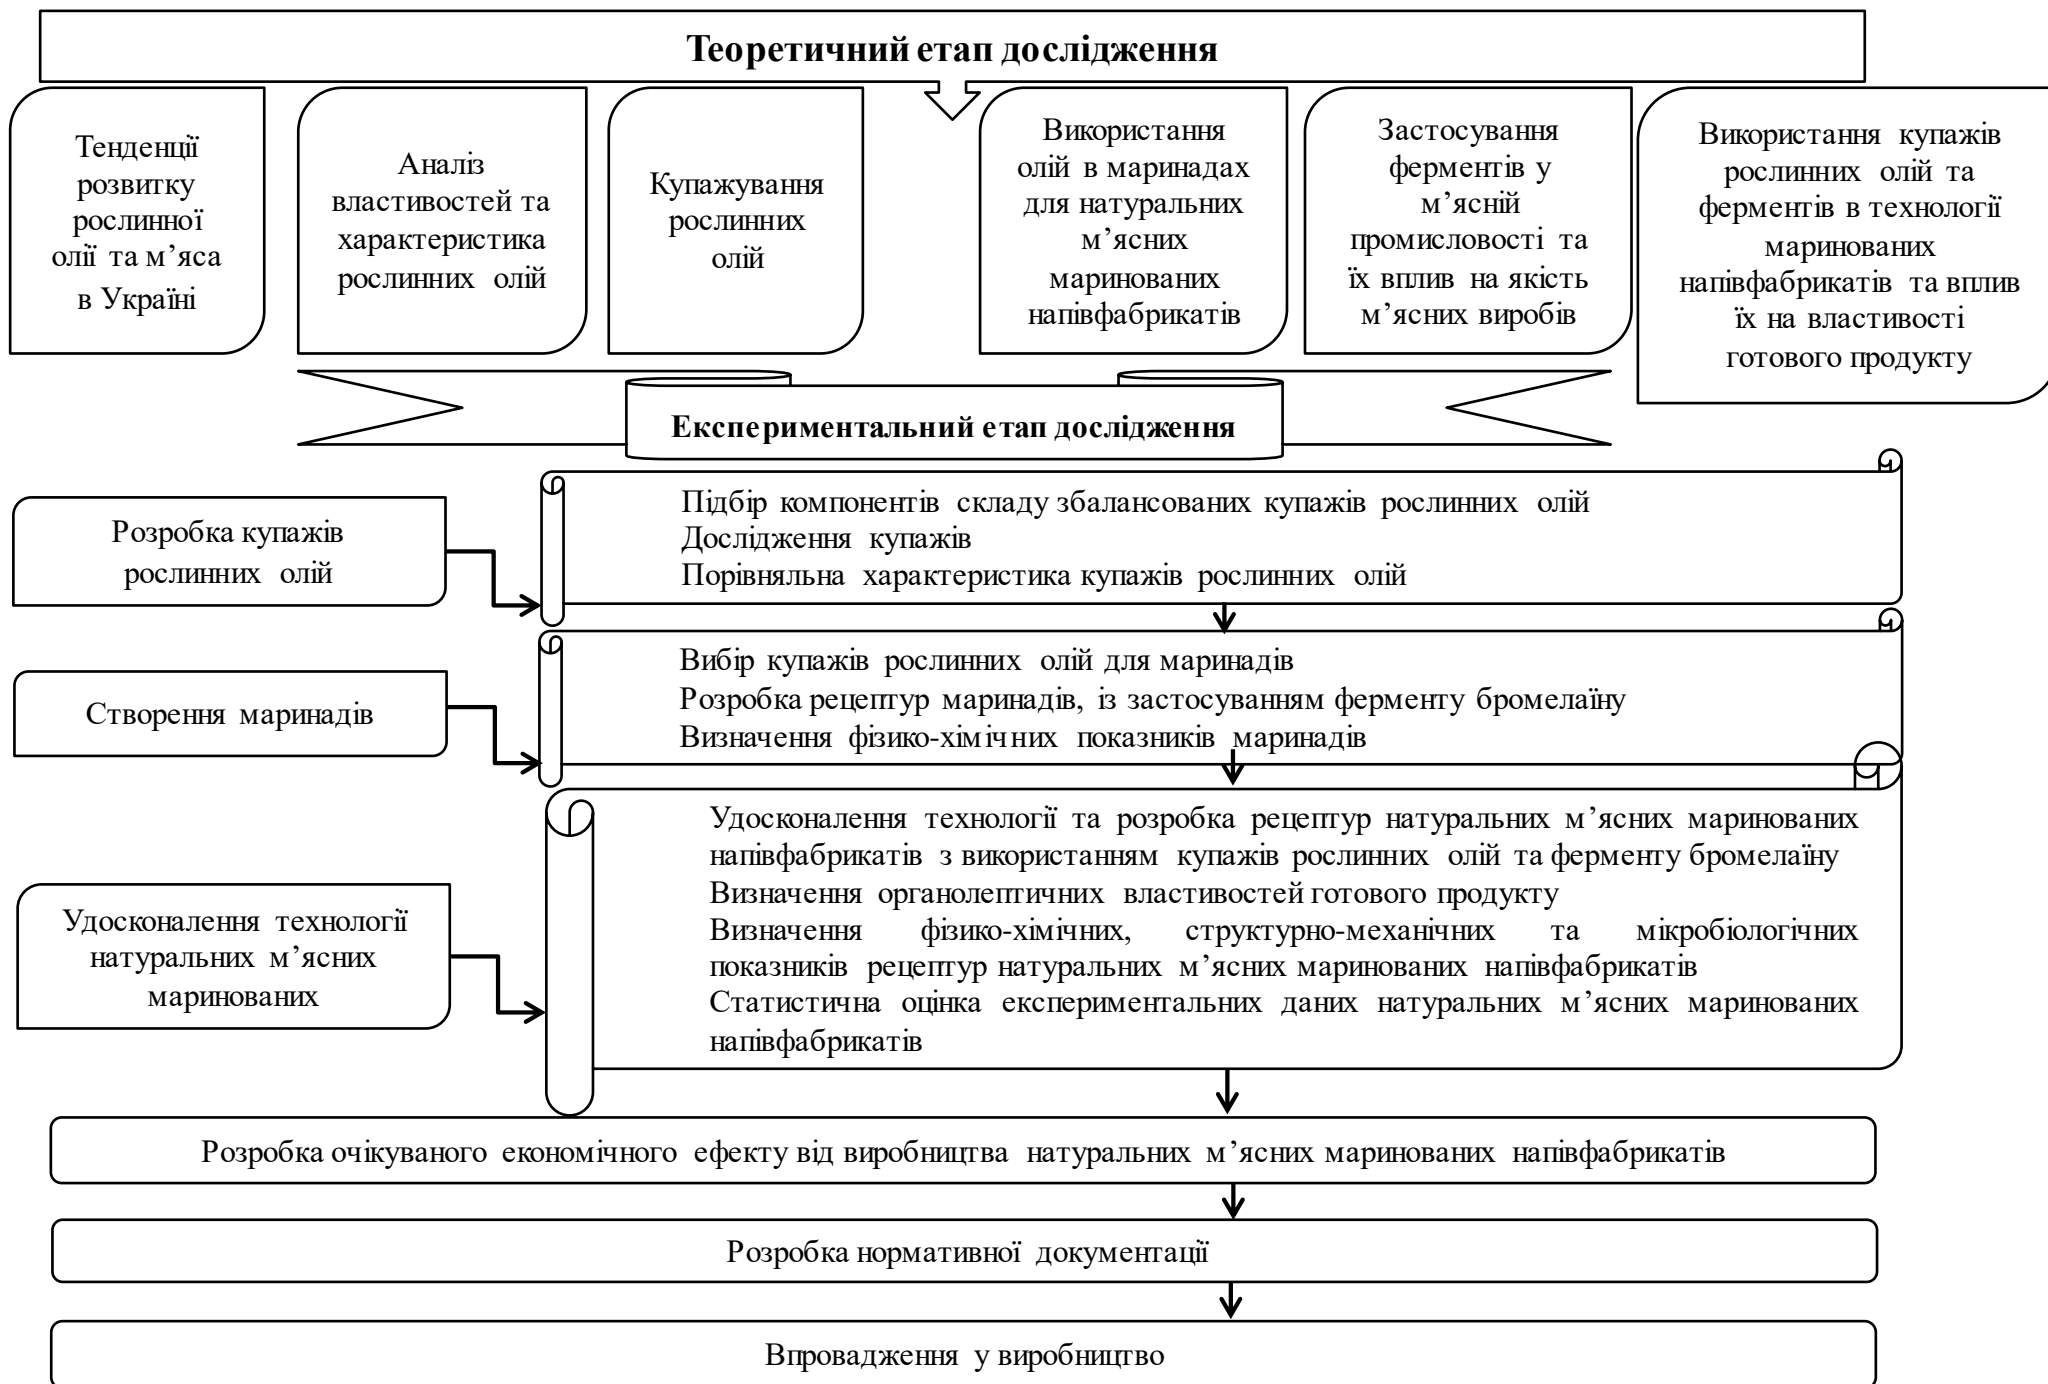 Теоретичний етап дослідження
Тенденції
розвитку
рослинної
олії та м’яса
в Україні
Аналіз
властивостей та
характеристика
рослинних олій
Купажування
рослинних
олій
Використання
олій в маринадах
для натуральних
м’ясних
маринованих
напівфабрикатів
Застосування
ферментів у
м’ясній
промисловості та
їх вплив на якість
м’ясних виробів
Використання купажів
рослинних олій та
ферментів в технології
маринованих
напівфабрикатів та вплив
їх на властивості
готового продукту
Експериментальний етап дослідження
Розробка купажів
рослинних олій
Підбір компонентів складу збалансованих купажів рослинних олій
Дослідження купажів
Порівняльна характеристика купажів рослинних олій
Створення маринадів
Вибір купажів рослинних олій для маринадів
Розробка рецептур маринадів, із застосуванням ферменту бромелаїну
Визначення фізико-хімічних показників маринадів
Удосконалення технології
натуральних м’ясних
маринованих
Удосконалення технології та розробка рецептур натуральних м’ясних маринованих
напівфабрикатів з використанням купажів рослинних олій та ферменту бромелаїну
Визначення органолептичних властивостей готового продукту
Визначення фізико-хімічних, структурно-механічних та мікробіологічних
показників рецептур натуральних м’ясних маринованих напівфабрикатів
Статистична оцінка експериментальних даних натуральних м’ясних маринованих
напівфабрикатів
Розробка очікуваного економічного ефекту від виробництва натуральних м’ясних маринованих напівфабрикатів
Розробка нормативної документації
Впровадження у виробництво